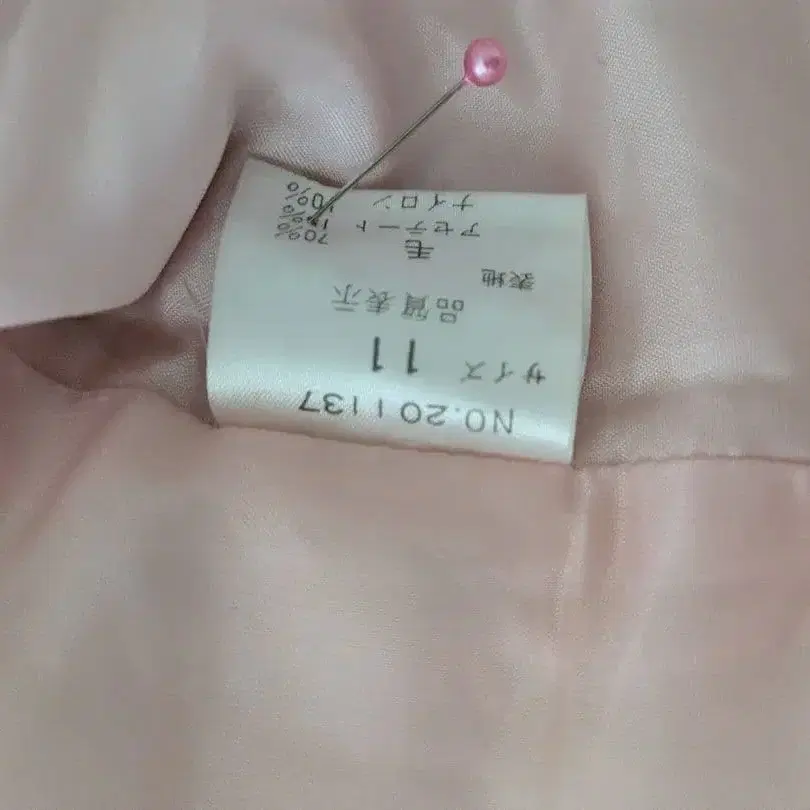 NO.201137
サイズ 11
品質表示
表地
毛 70%
アセテート
ナイロン